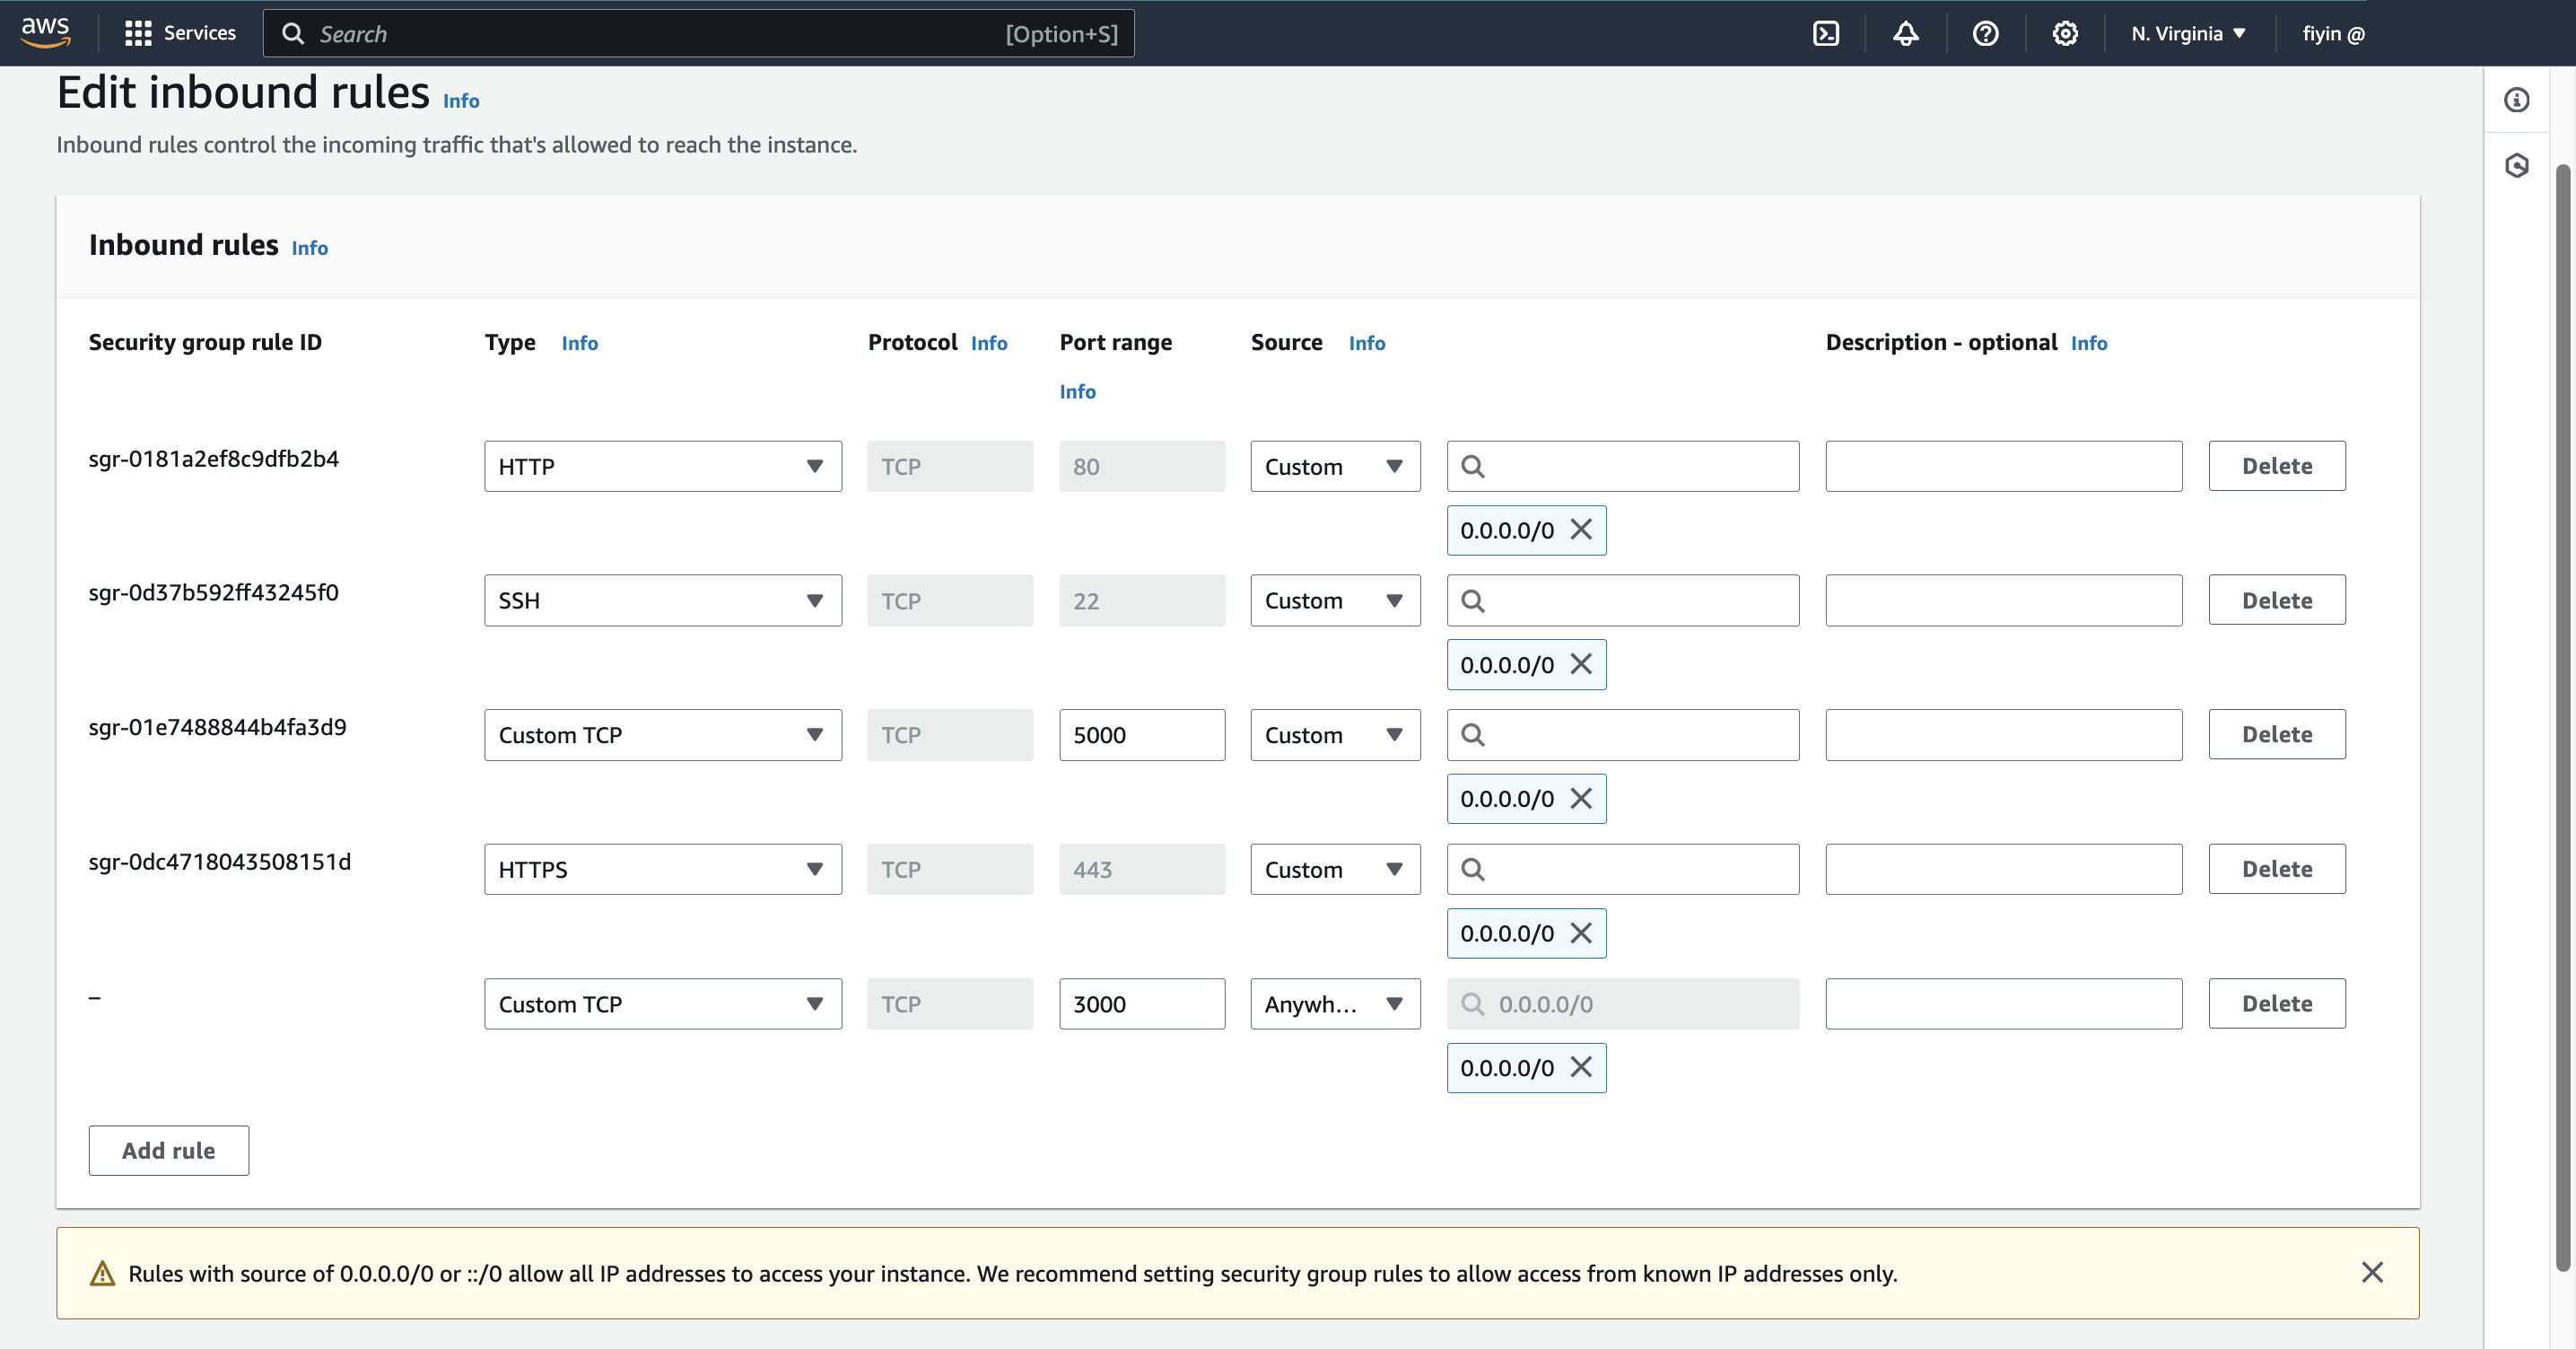 aws Services Search [Option+S] N. Virginia fiyin @
Edit inbound rules Info
Inbound rules control the incoming traffic that's allowed to reach the instance.
Inbound rules Info
Security group rule ID Type Info Protocol Info Port range Info Source Info Description - optional Info
sgr-0181a2ef8c9dfb2b4 HTTP TCP 80 Custom Delete
0.0.0.0/0
sgr-0d37b592ff43245f0 SSH TCP 22 Custom Delete
0.0.0.0/0
sgr-01e7488844b4fa3d9 Custom TCP TCP 5000 Custom Delete
0.0.0.0/0
sgr-0dc4718043508151d HTTPS TCP 443 Custom Delete
0.0.0.0/0
– Custom TCP TCP 3000 Anywh... 0.0.0.0/0 Delete
0.0.0.0/0
Add rule
Rules with source of 0.0.0.0/0 or ::/0 allow all IP addresses to access your instance. We recommend setting security group rules to allow access from known IP addresses only.